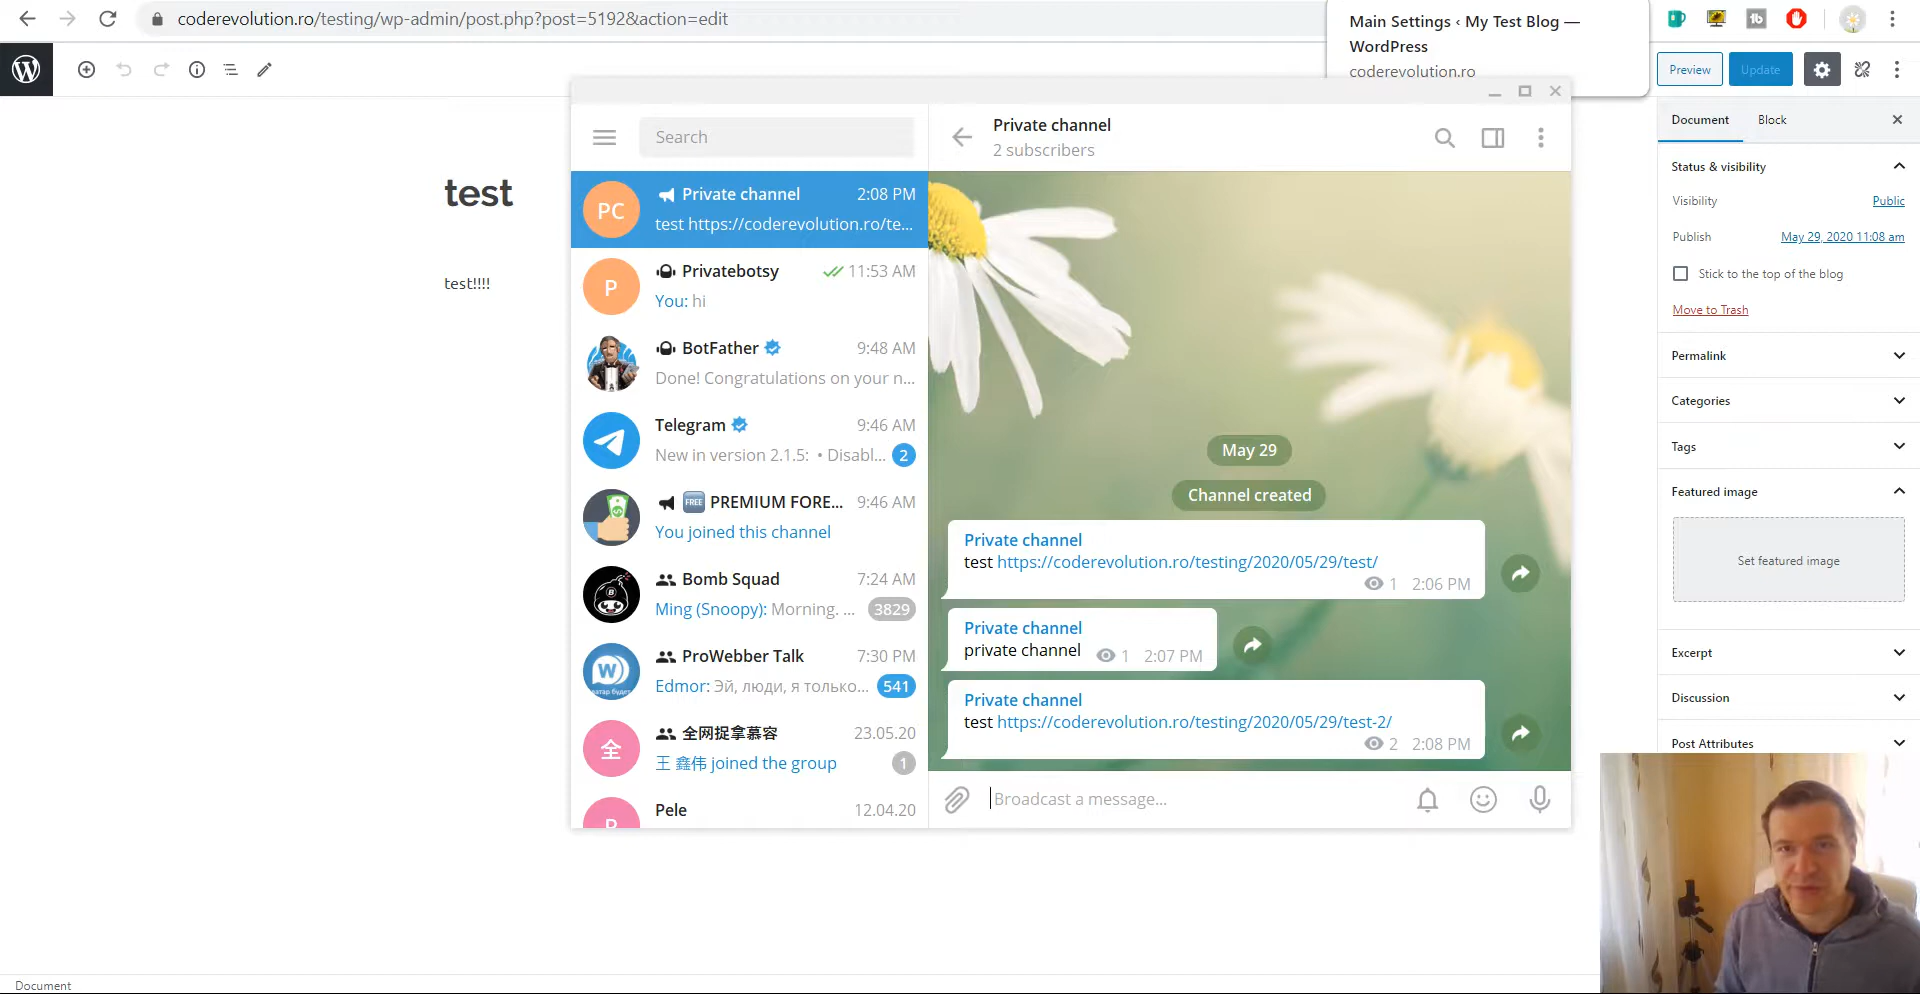 coderevolution.ro/testing/wp-admin/post.php?post=5192&action=edit
Main Settings ‹ My Test Blog —
WordPress
coderevolution.ro
Preview
Update
test
test!!!!
Document
Search
Private channel
2:08 PM
test https://coderevolution.ro/te...
Privatebotsy
11:53 AM
You: hi
BotFather
9:48 AM
Done! Congratulations on your n...
Telegram
9:46 AM
New in version 2.1.5: • Disabl...
2
FREE PREMIUM FORE...
9:46 AM
You joined this channel
Bomb Squad
7:24 AM
Ming (Snoopy): Morning. ...
3829
ProWebber Talk
7:30 PM
Edmor: Эй, люди, я только...
541
全网捉拿慕容
23.05.20
王 鑫伟 joined the group
1
Pele
12.04.20
PC
P
B
W
全
P
Private channel
2 subscribers
May 29
Channel created
Private channel
test https://coderevolution.ro/testing/2020/05/29/test/
1 2:06 PM
Private channel
private channel
1 2:07 PM
Private channel
test https://coderevolution.ro/testing/2020/05/29/test-2/
2 2:08 PM
Broadcast a message...
Document
Block
Status & visibility
Visibility
Public
Publish
May 29, 2020 11:08 am
Stick to the top of the blog
Move to Trash
Permalink
Categories
Tags
Featured image
Set featured image
Excerpt
Discussion
Post Attributes